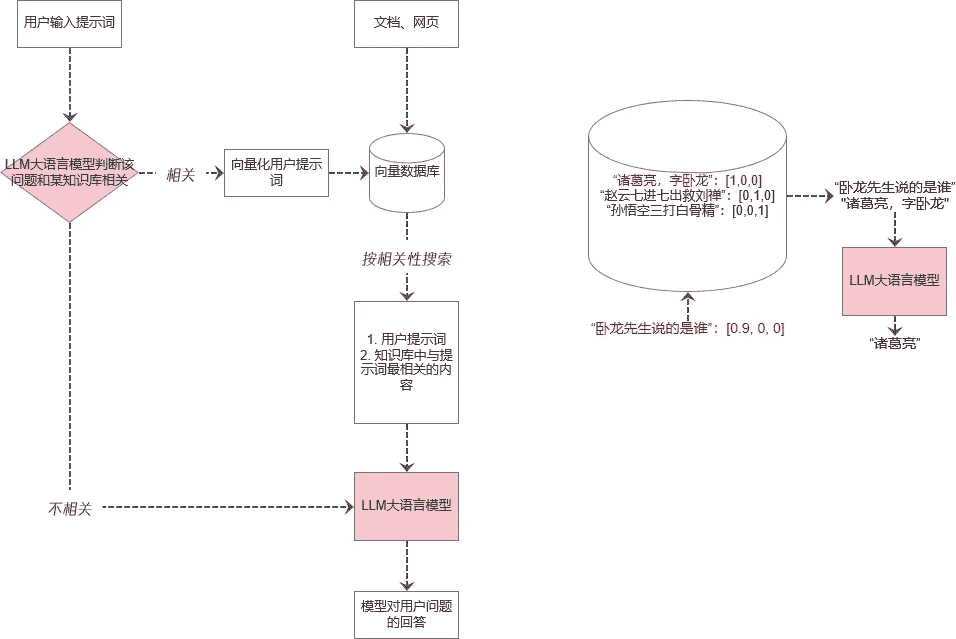 用户输入提示词
文档、网页
LLM大语言模型判断该
问题和某知识库相关
相关
向量化用户提示
词
向量数据库
按相关性搜索
1. 用户提示词
2. 知识库中与提
示词最相关的内
容
不相关
LLM大语言模型
模型对用户问题
的回答
“诸葛亮，字卧龙”：[1,0,0]
“赵云七进七出救刘禅”：[0,1,0]
“孙悟空三打白骨精”：[0,0,1]
“卧龙先生说的是谁”：[0.9, 0, 0]
“卧龙先生说的是谁”
"诸葛亮，字卧龙"
LLM大语言模型
“诸葛亮”